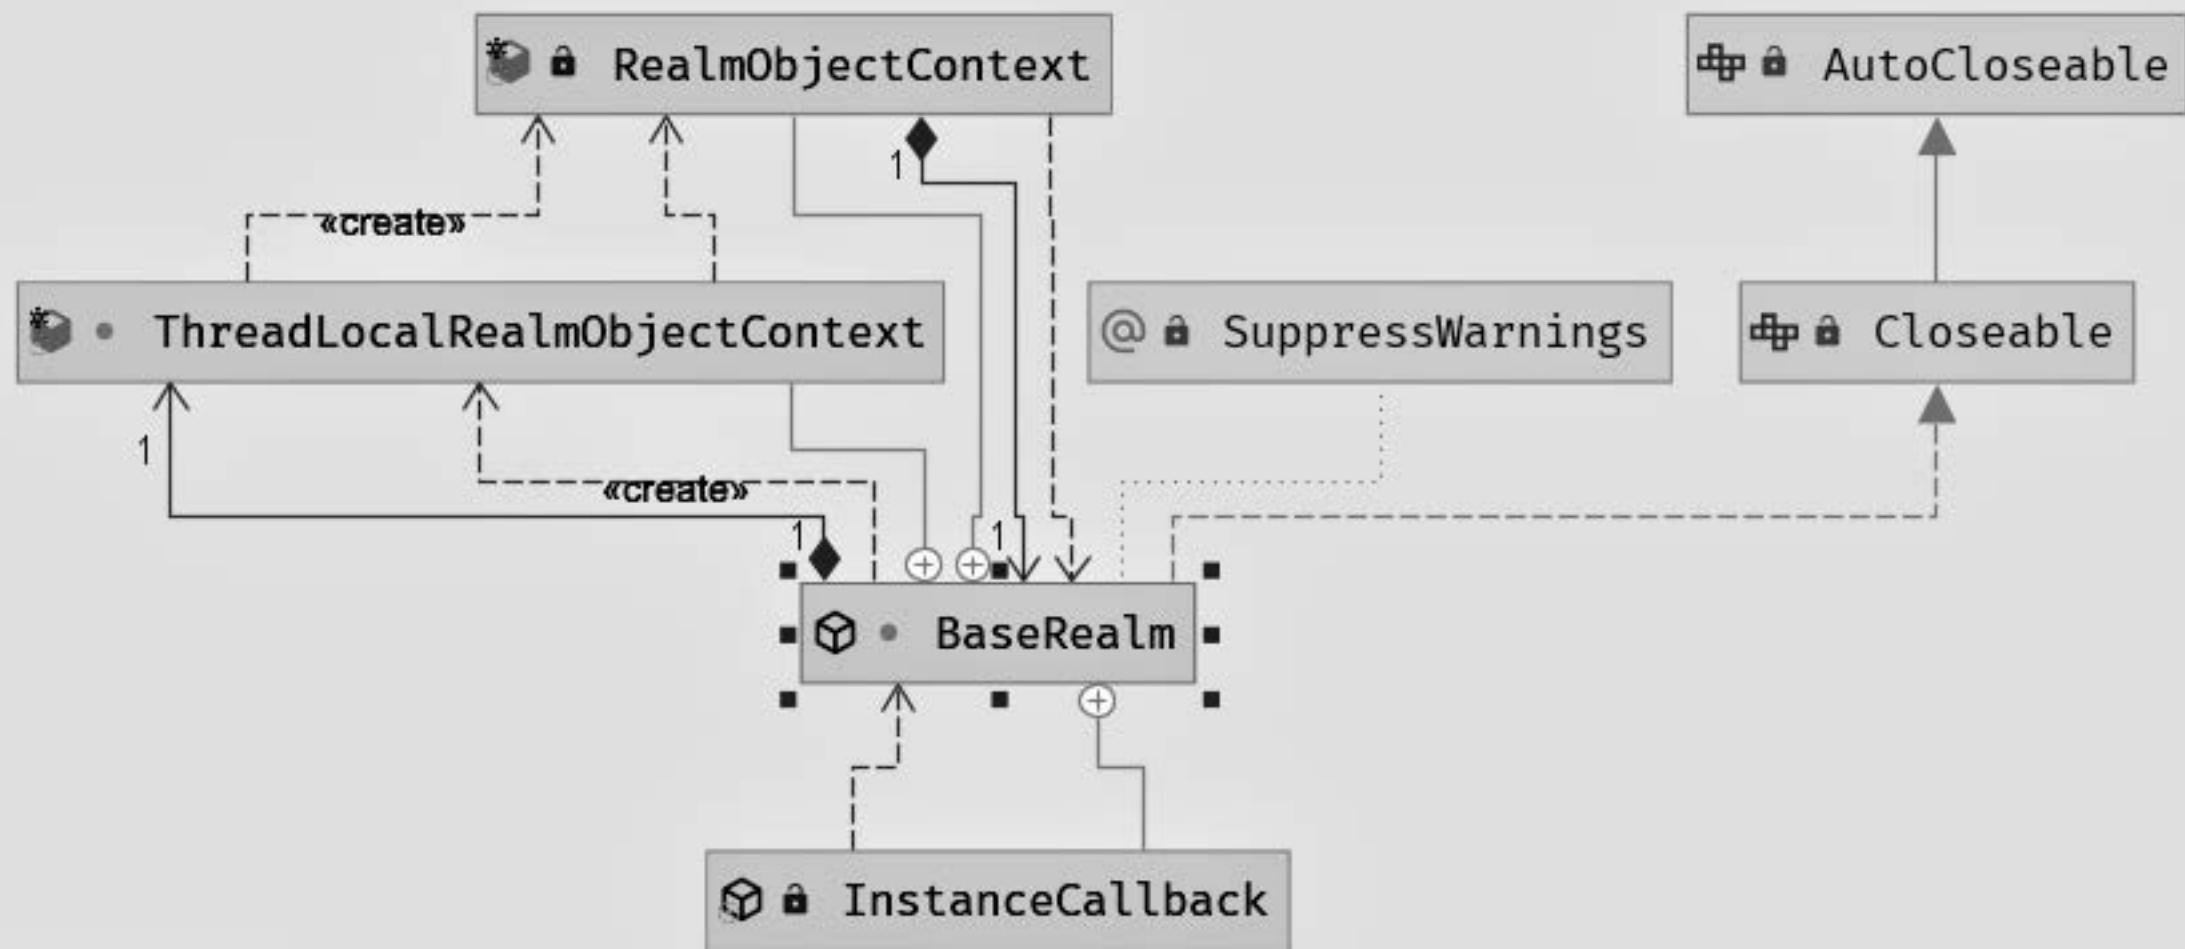 RealmObjectContext
AutoCloseable
1
«create»
ThreadLocalRealmObjectContext
@ SuppressWarnings
Closeable
1
«create»
1
1
BaseRealm
InstanceCallback